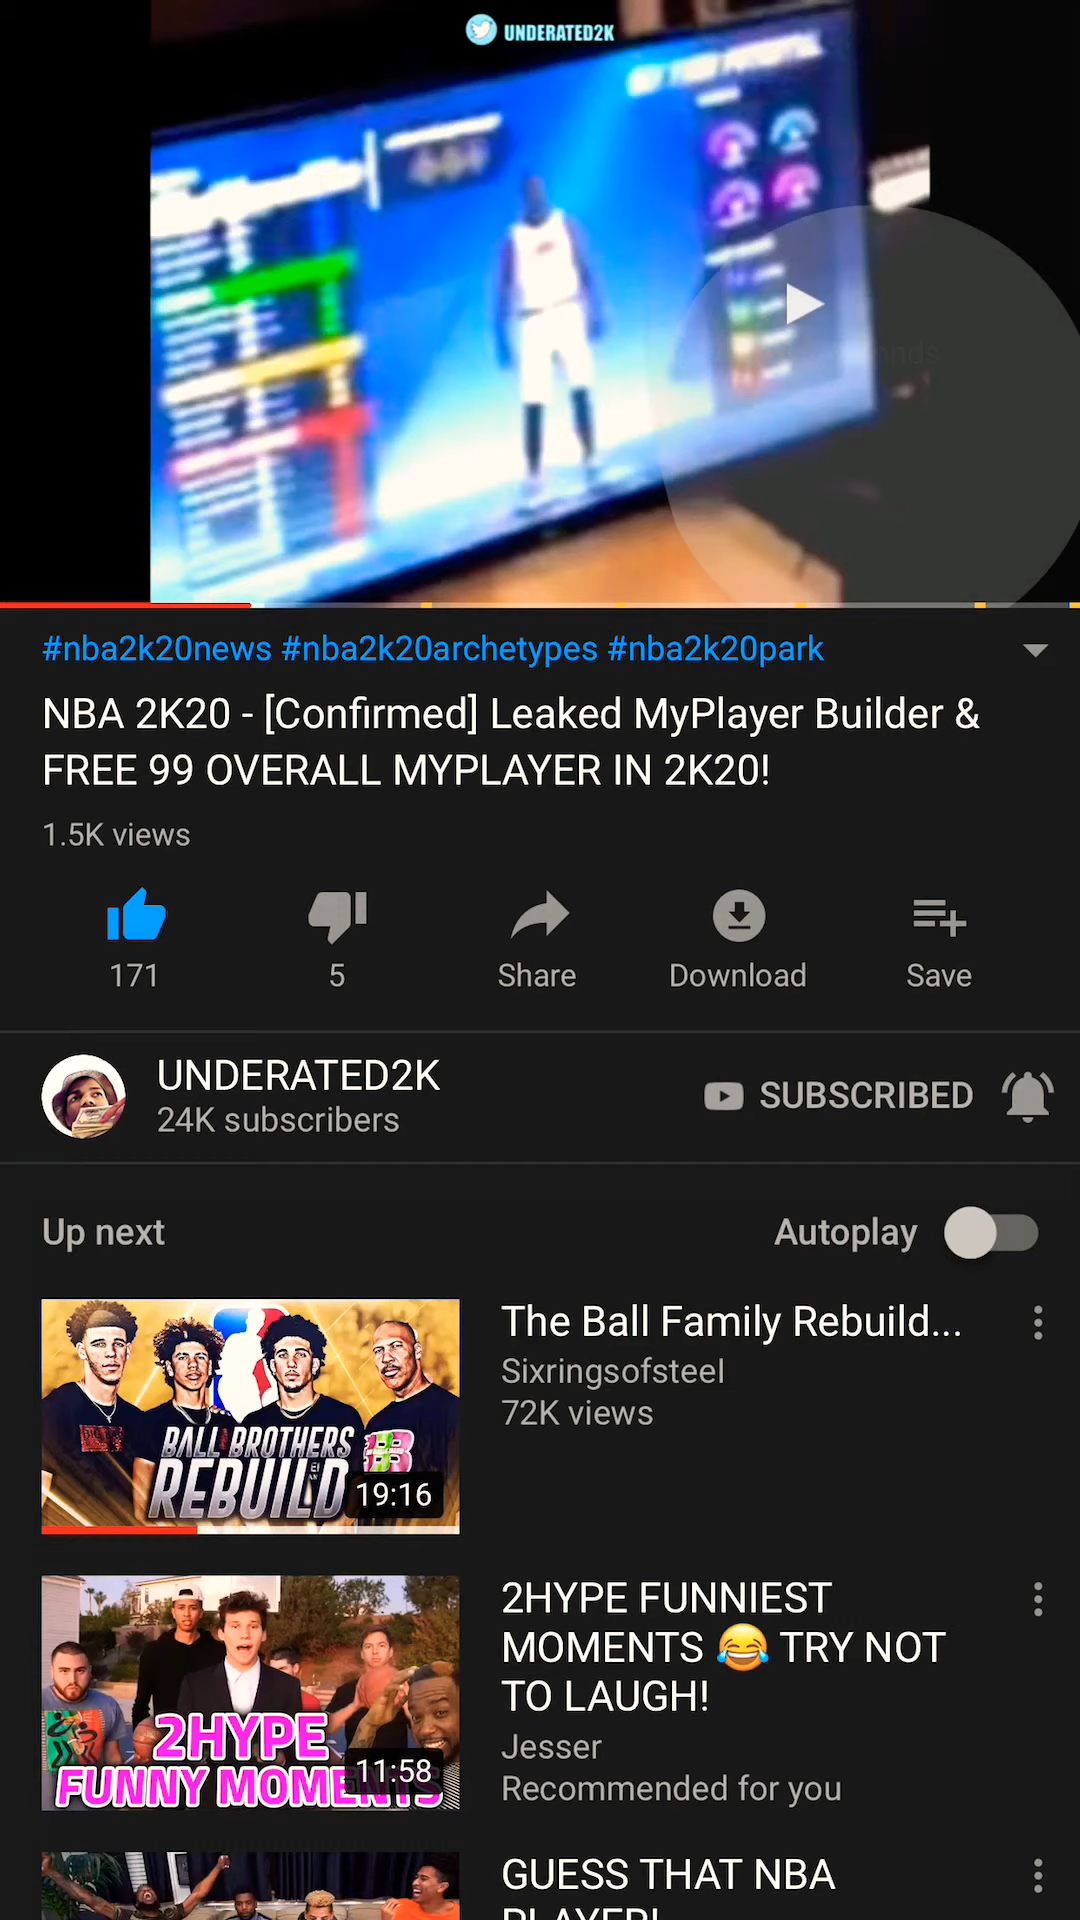 UNDERATED2K
#nba2k20news #nba2k20archetypes #nba2k20park
NBA 2K20 - [Confirmed] Leaked MyPlayer Builder &
FREE 99 OVERALL MYPLAYER IN 2K20!
1.5K views
171
5
Share
Download
Save
UNDERATED2K
24K subscribers
SUBSCRIBED
Up next
Autoplay
BALL BROTHERS
REBUILD
19:16
The Ball Family Rebuild...
Sixringsofsteel
72K views
2HYPE
FUNNY MOMENTS
11:58
2HYPE FUNNIEST
MOMENTS 😂 TRY NOT
TO LAUGH!
Jesser
Recommended for you
GUESS THAT NBA
PLAYER!